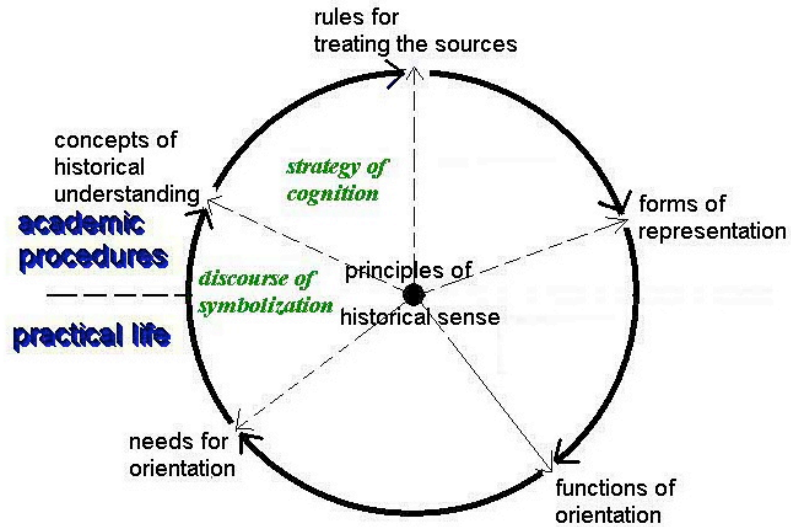 rules for
treating the sources
concepts of
historical
understanding
strategy of
cognition
forms of
representation
academic
procedures
discourse of
symbolization
principles of
historical sense
practical life
needs for
orientation
functions of
orientation